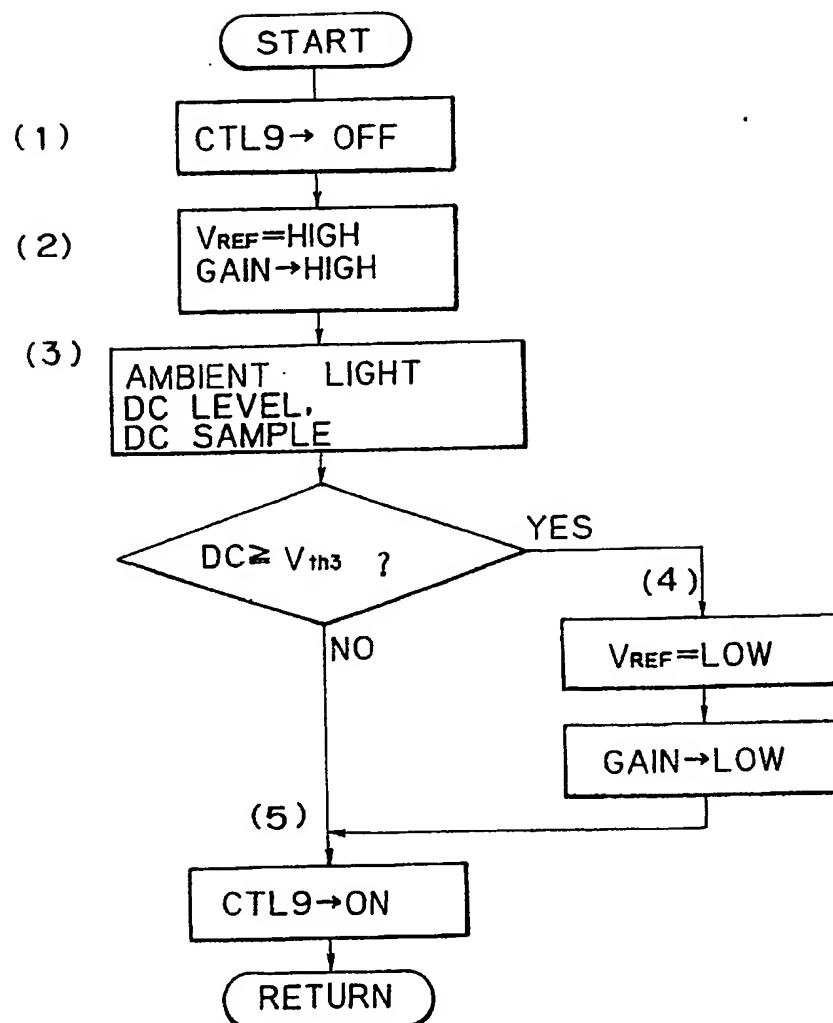 START
(1)
CTL9→ OFF
(2)
VREF=HIGH
GAIN→HIGH
(3)
AMBIENT LIGHT
DC LEVEL,
DC SAMPLE
DC≧ Vth3 ?
YES
NO
(4)
VREF=LOW
GAIN→LOW
(5)
CTL9→ON
RETURN